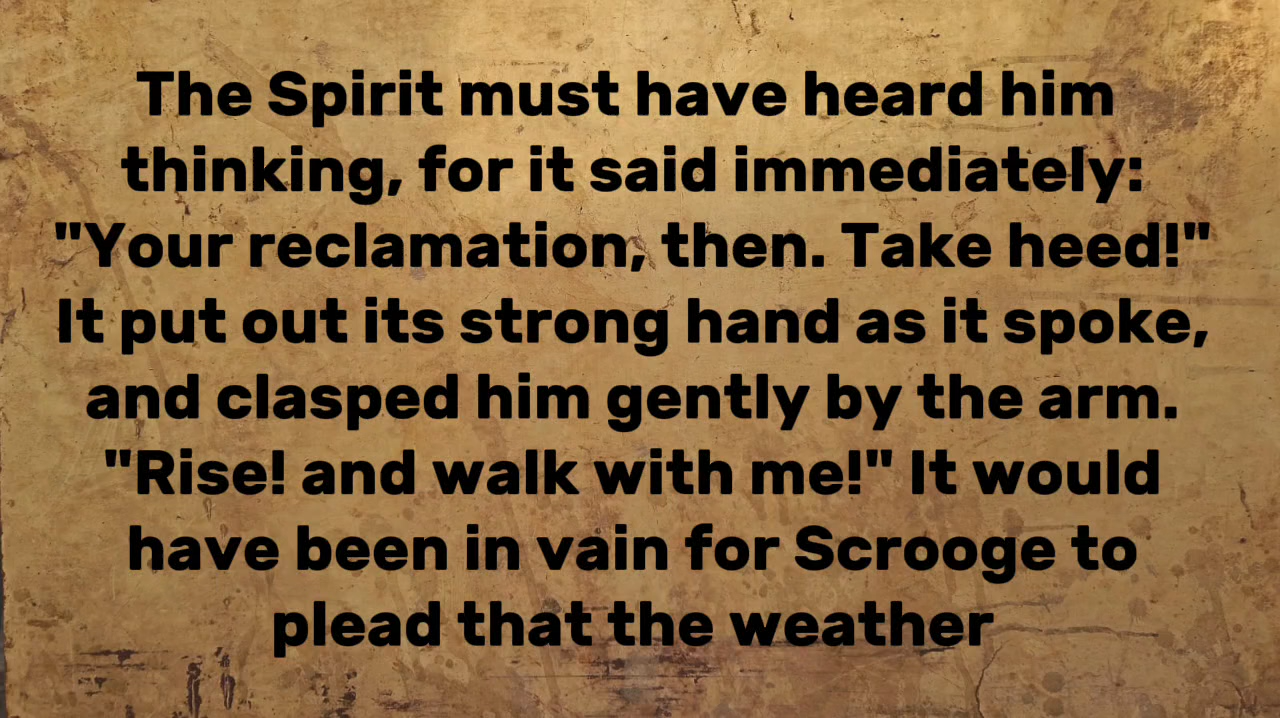 The Spirit must have heard him
thinking, for it said immediately:
"Your reclamation, then. Take heed!"
It put out its strong hand as it spoke,
and clasped him gently by the arm.
"Rise! and walk with me!" It would
have been in vain for Scrooge to
plead that the weather